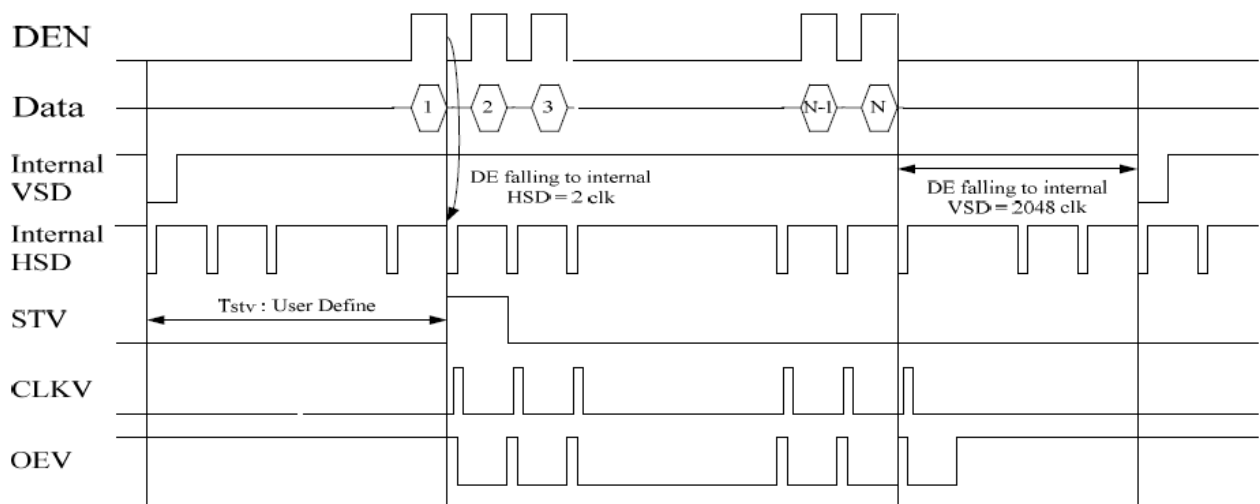 DEN
Data
1
2
3
N-1
N
Internal
VSD
DE falling to internal
HSD = 2 clk
DE falling to internal
VSD = 2048 clk
Internal
HSD
Tstv : User Define
STV
CLKV
OEV